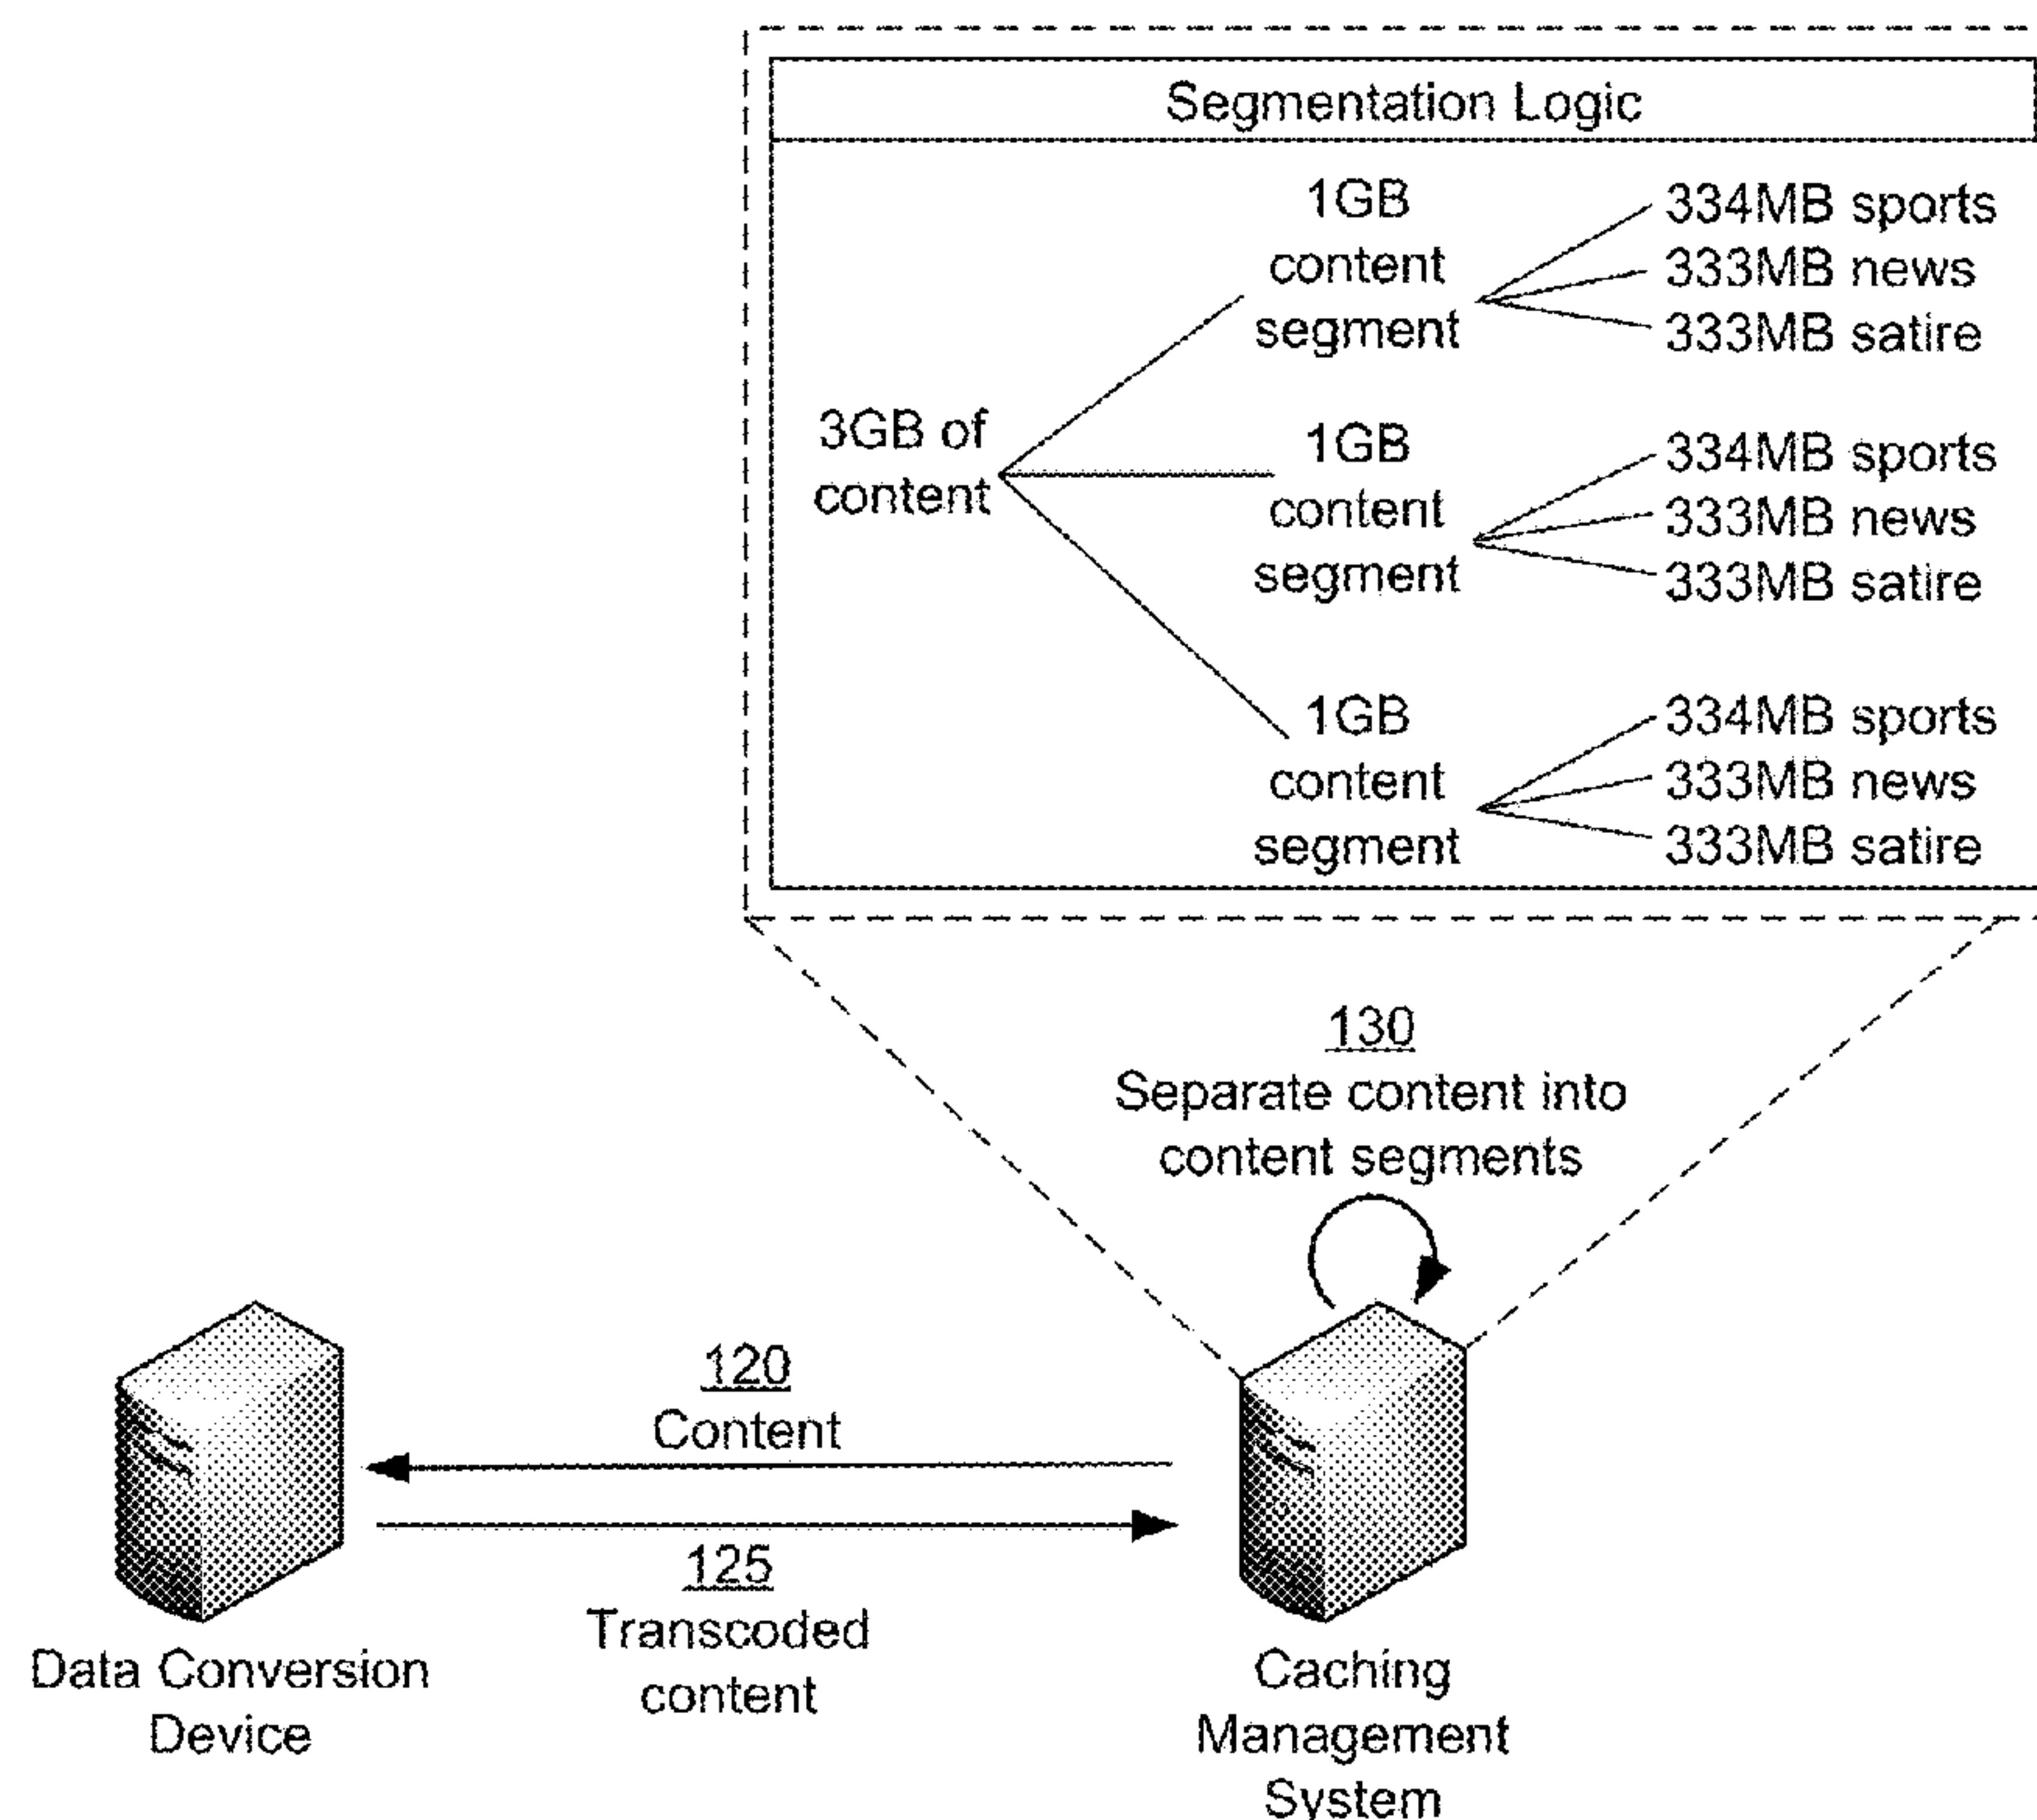 Segmentation Logic
3GB of
content
1GB
content
segment
334MB sports
333MB news
333MB satire
1GB
content
segment
334MB sports
333MB news
333MB satire
1GB
content
segment
334MB sports
333MB news
333MB satire
130
Separate content into
content segments
120
Content
125
Transcoded
content
Data Conversion
Device
Caching
Management
System